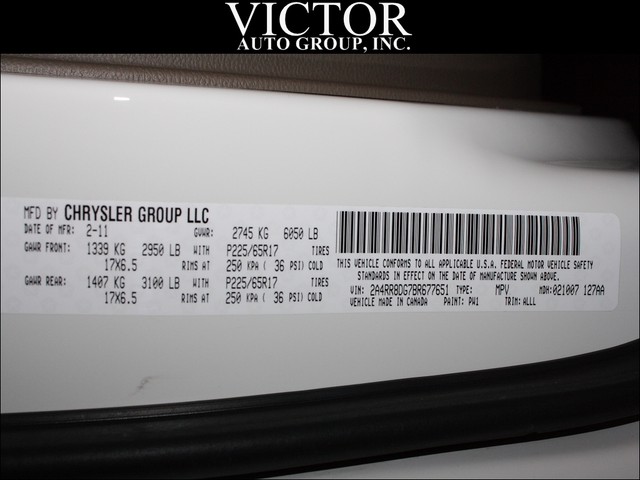 VICTOR
AUTO GROUP, INC.
MFD BY CHRYSLER GROUP LLC
DATE OF MFR: 2-11 GVWR: 2745 KG 6050 LB
GAWR FRONT: 1339 KG 2950 LB WITH P225/65R17 TIRES
17X6.5 RIMS AT 250 KPA ( 36 PSI) COLD
GAWR REAR: 1407 KG 3100 LB WITH P225/65R17 TIRES
17X6.5 RIMS AT 250 KPA ( 36 PSI) COLD
THIS VEHICLE CONFORMS TO ALL APPLICABLE U.S.A. FEDERAL MOTOR VEHICLE SAFETY
STANDARDS IN EFFECT ON THE DATE OF MANUFACTURE SHOWN ABOVE.
VIN: 2A4RR8DG7BR677651 TYPE: MPV MDH:021007 127AA
VEHICLE MADE IN CANADA PAINT: PW1 TRIM: ALLL